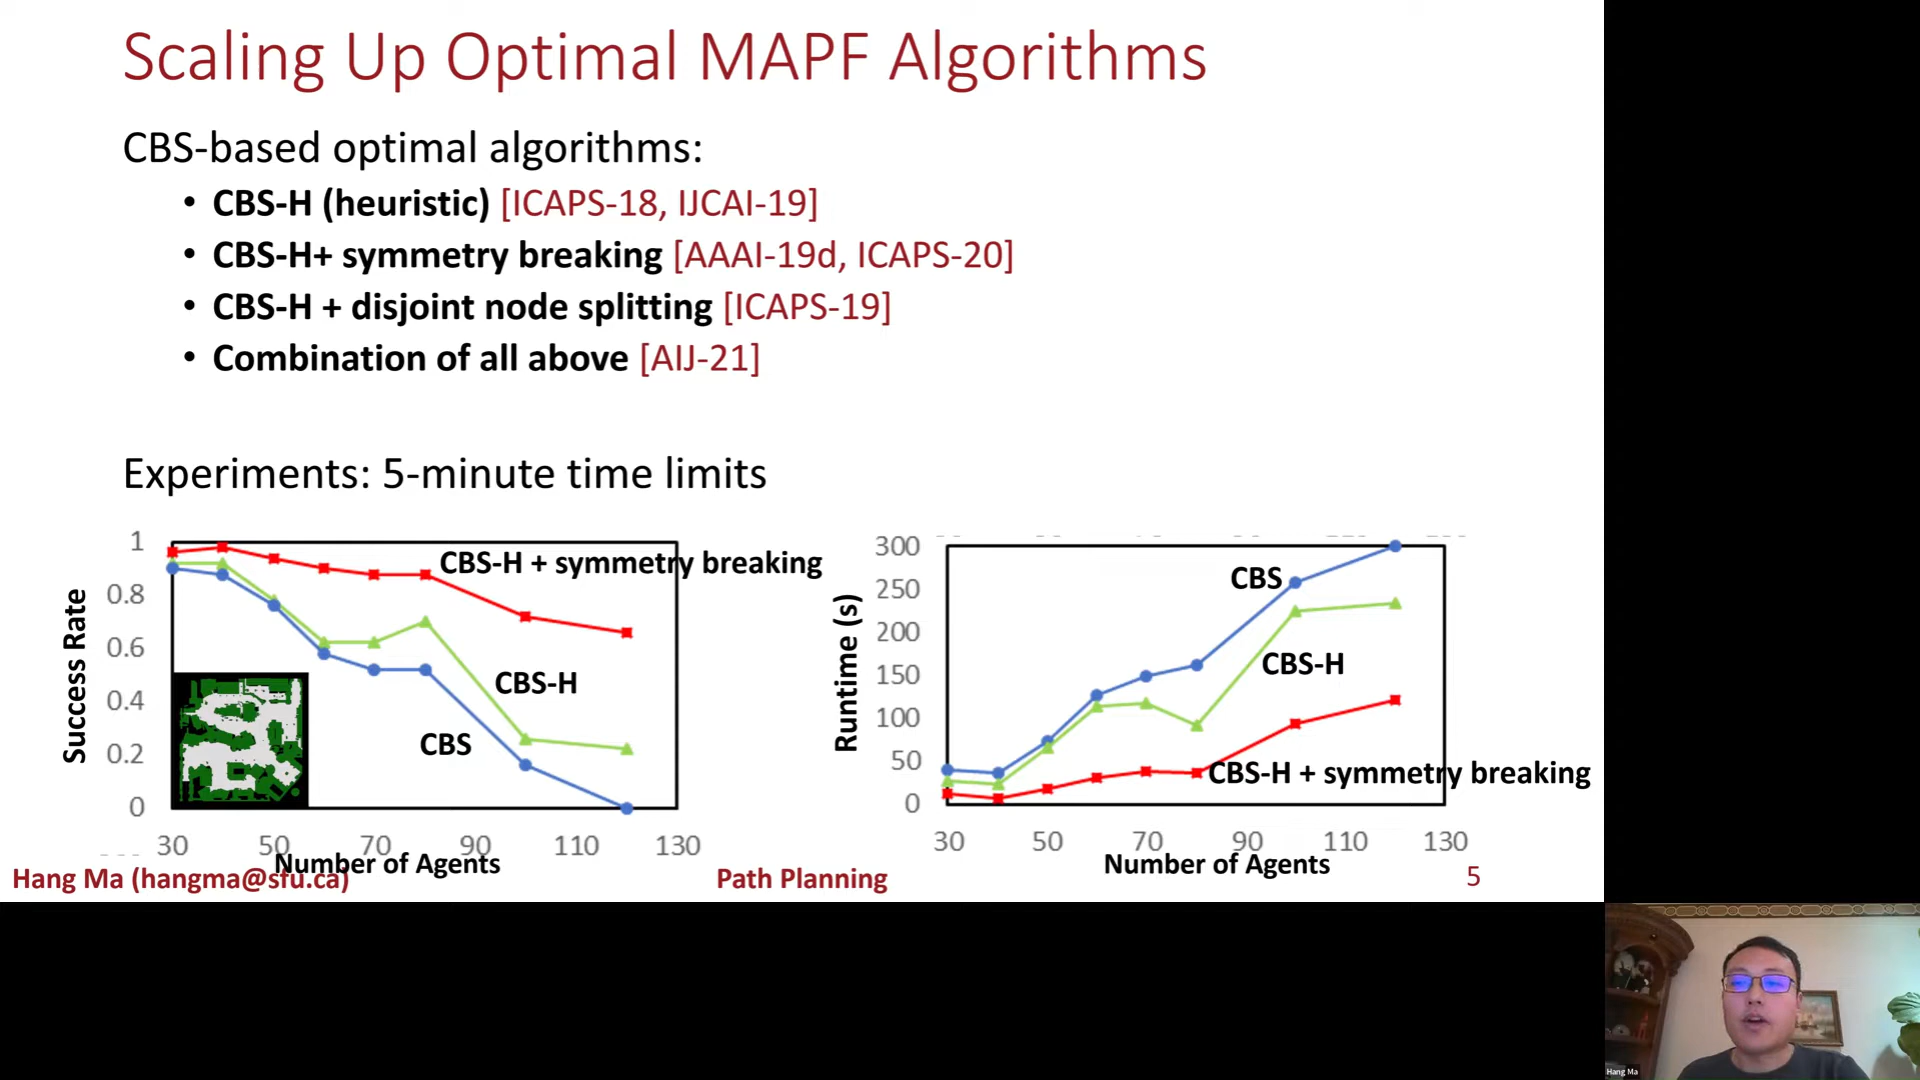 Scaling Up Optimal MAPF Algorithms
CBS-based optimal algorithms:
• CBS-H (heuristic) [ICAPS-18, IJCAI-19]
• CBS-H+ symmetry breaking [AAAI-19d, ICAPS-20]
• CBS-H + disjoint node splitting [ICAPS-19]
• Combination of all above [AIJ-21]
Experiments: 5-minute time limits
Success Rate
1
0.8
0.6
0.4
0.2
0
CBS-H + symmetry breaking
CBS-H
CBS
30 50 70 90 110 130
Number of Agents
Runtime (s)
300
250
200
150
100
50
0
CBS
CBS-H
CBS-H + symmetry breaking
30 50 70 90 110 130
Number of Agents
Hang Ma (hangma@sfu.ca)
Path Planning
5
Hang Ma